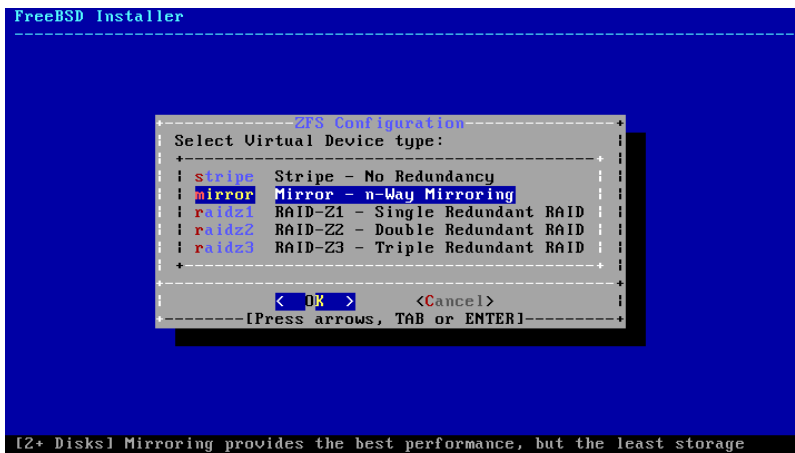 FreeBSD Installer
ZFS Configuration
Select Virtual Device type:
stripe Stripe - No Redundancy
mirror Mirror - n-Way Mirroring
raidz1 RAID-Z1 - Single Redundant RAID
raidz2 RAID-Z2 - Double Redundant RAID
raidz3 RAID-Z3 - Triple Redundant RAID
< OK > <Cancel>
[Press arrows, TAB or ENTER]
[2+ Disks] Mirroring provides the best performance, but the least storage